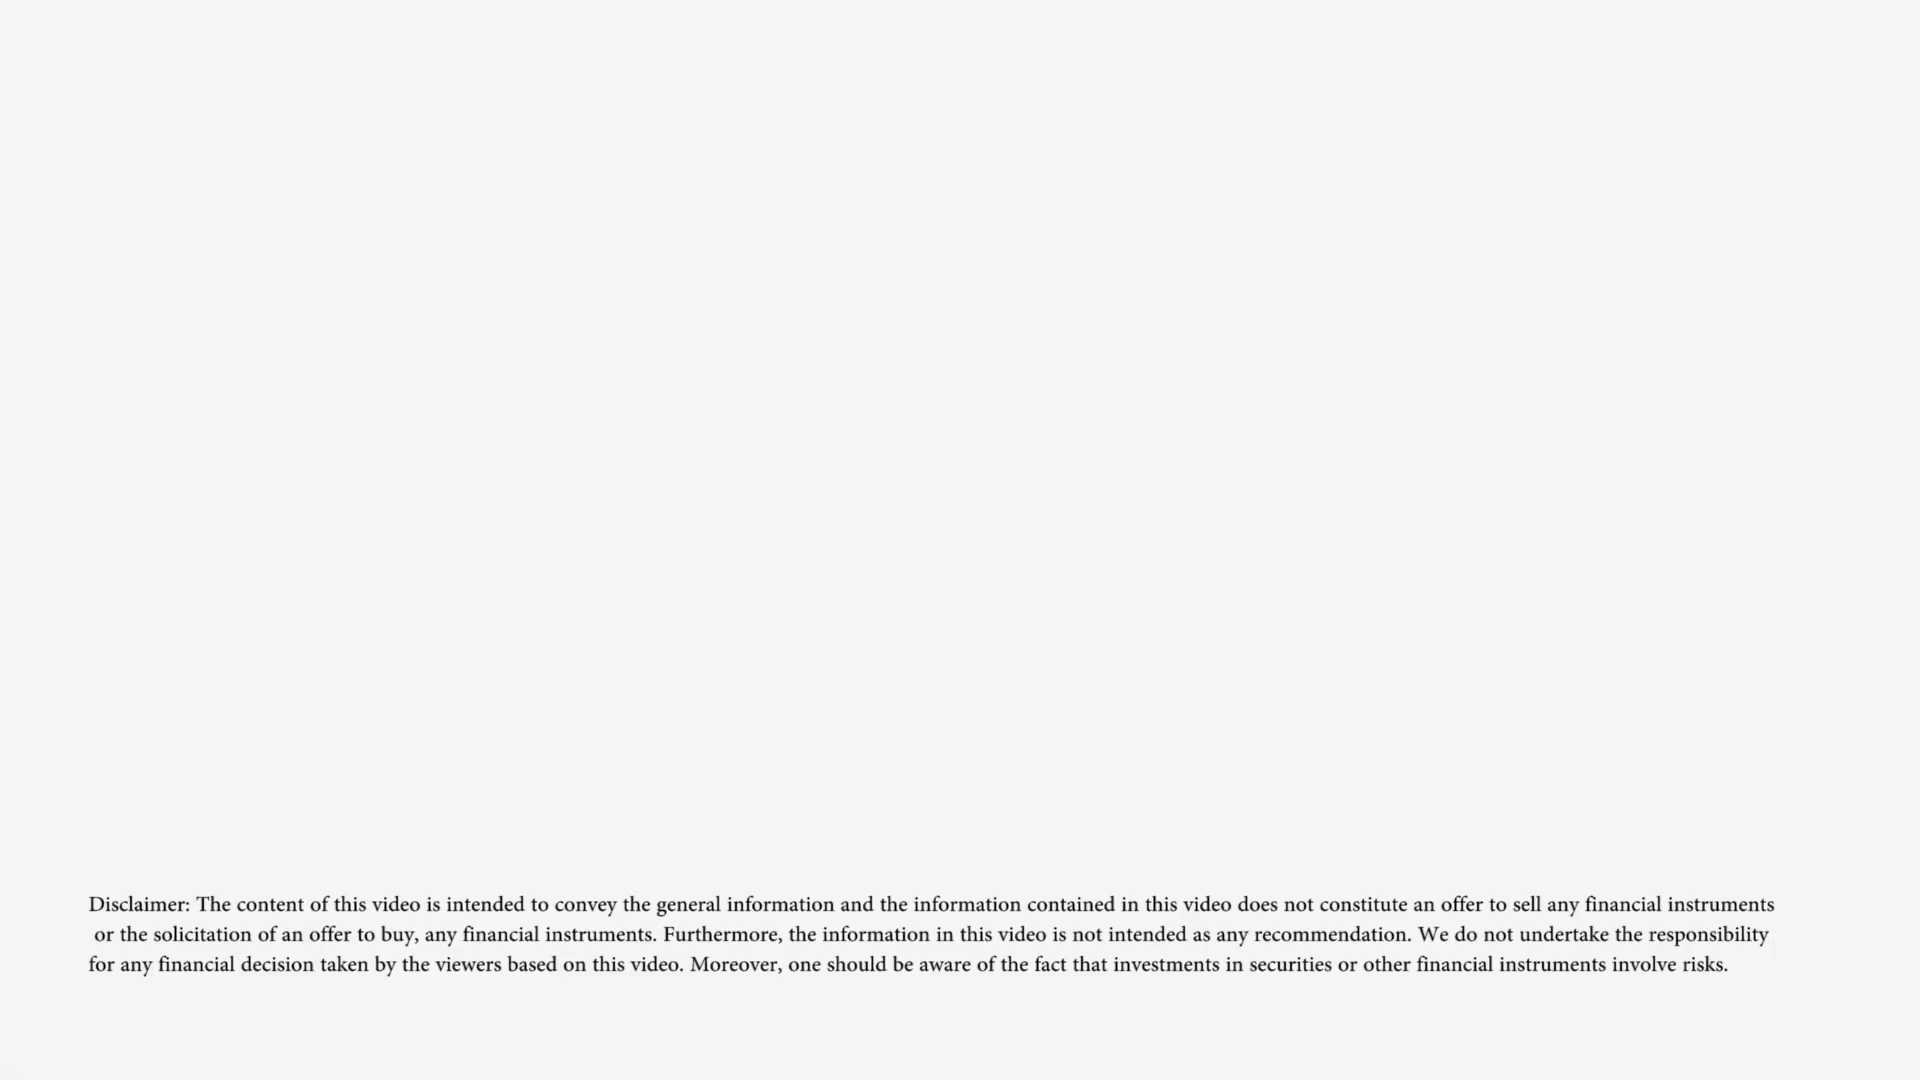 Disclaimer: The content of this video is intended to convey the general information and the information contained in this video does not constitute an offer to sell any financial instruments
or the solicitation of an offer to buy, any financial instruments. Furthermore, the information in this video is not intended as any recommendation. We do not undertake the responsibility
for any financial decision taken by the viewers based on this video. Moreover, one should be aware of the fact that investments in securities or other financial instruments involve risks.